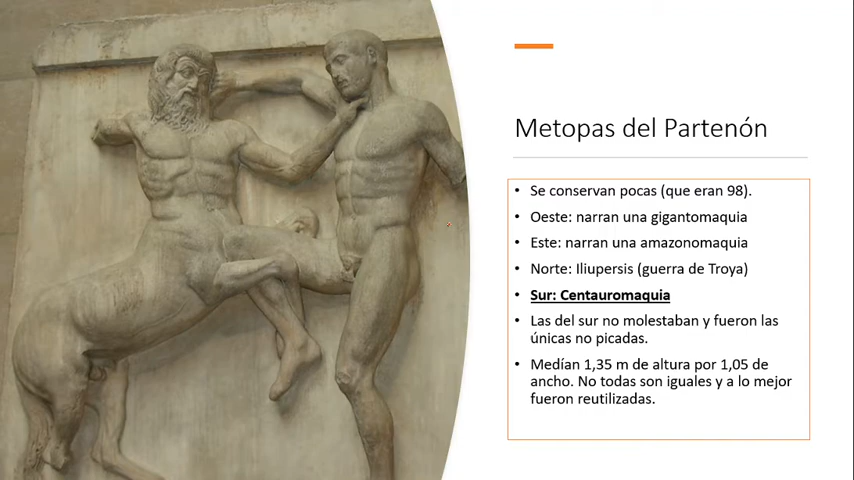 Metopas del Partenón
• Se conservan pocas (que eran 98).
• Oeste: narran una gigantomaquia
• Este: narran una amazonomaquia
• Norte: Iliupersis (guerra de Troya)
• Sur: Centauromaquia
• Las del sur no molestaban y fueron las
únicas no picadas.
• Medían 1,35 m de altura por 1,05 de
ancho. No todas son iguales y a lo mejor
fueron reutilizadas.